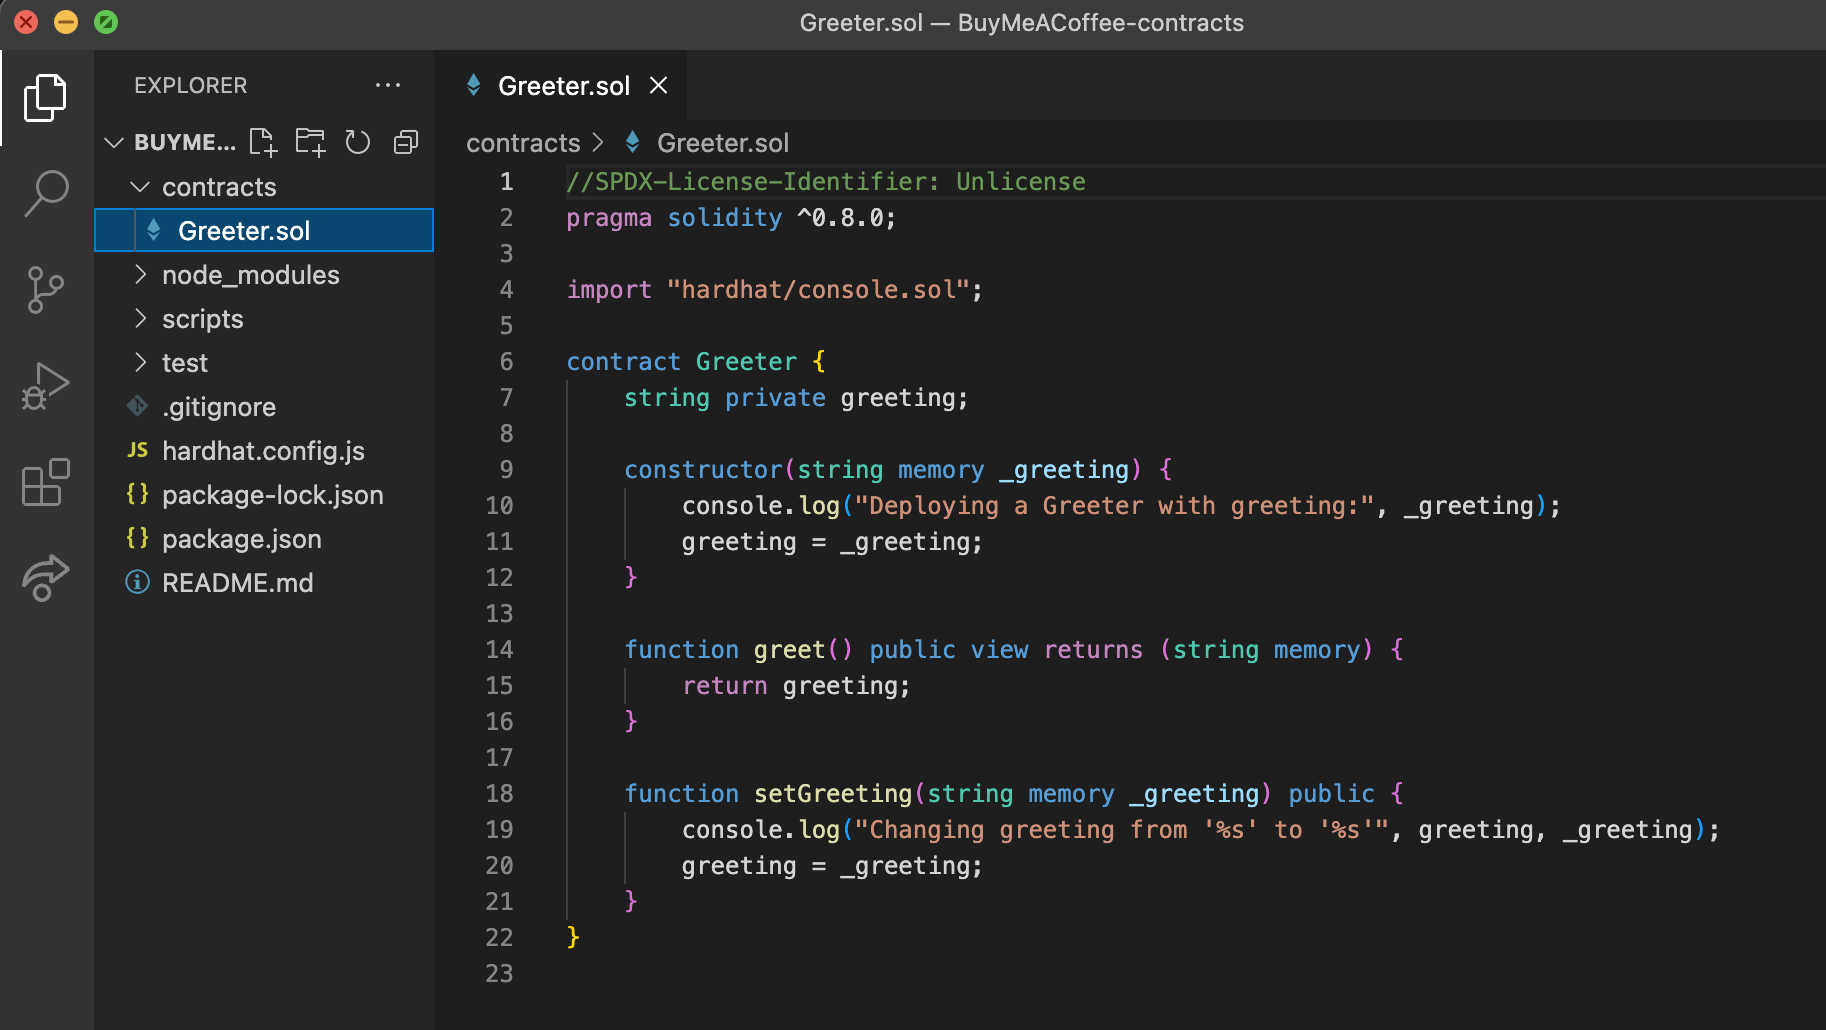 Greeter.sol — BuyMeACoffee-contracts
EXPLORER
BUYME...
contracts
Greeter.sol
node_modules
scripts
test
.gitignore
JS hardhat.config.js
{} package-lock.json
{} package.json
README.md
Greeter.sol
contracts > Greeter.sol
1 //SPDX-License-Identifier: Unlicense
2 pragma solidity ^0.8.0;
3
4 import "hardhat/console.sol";
5
6 contract Greeter {
7 string private greeting;
8
9 constructor(string memory _greeting) {
10 console.log("Deploying a Greeter with greeting:", _greeting);
11 greeting = _greeting;
12 }
13
14 function greet() public view returns (string memory) {
15 return greeting;
16 }
17
18 function setGreeting(string memory _greeting) public {
19 console.log("Changing greeting from '%s' to '%s'", greeting, _greeting);
20 greeting = _greeting;
21 }
22 }
23